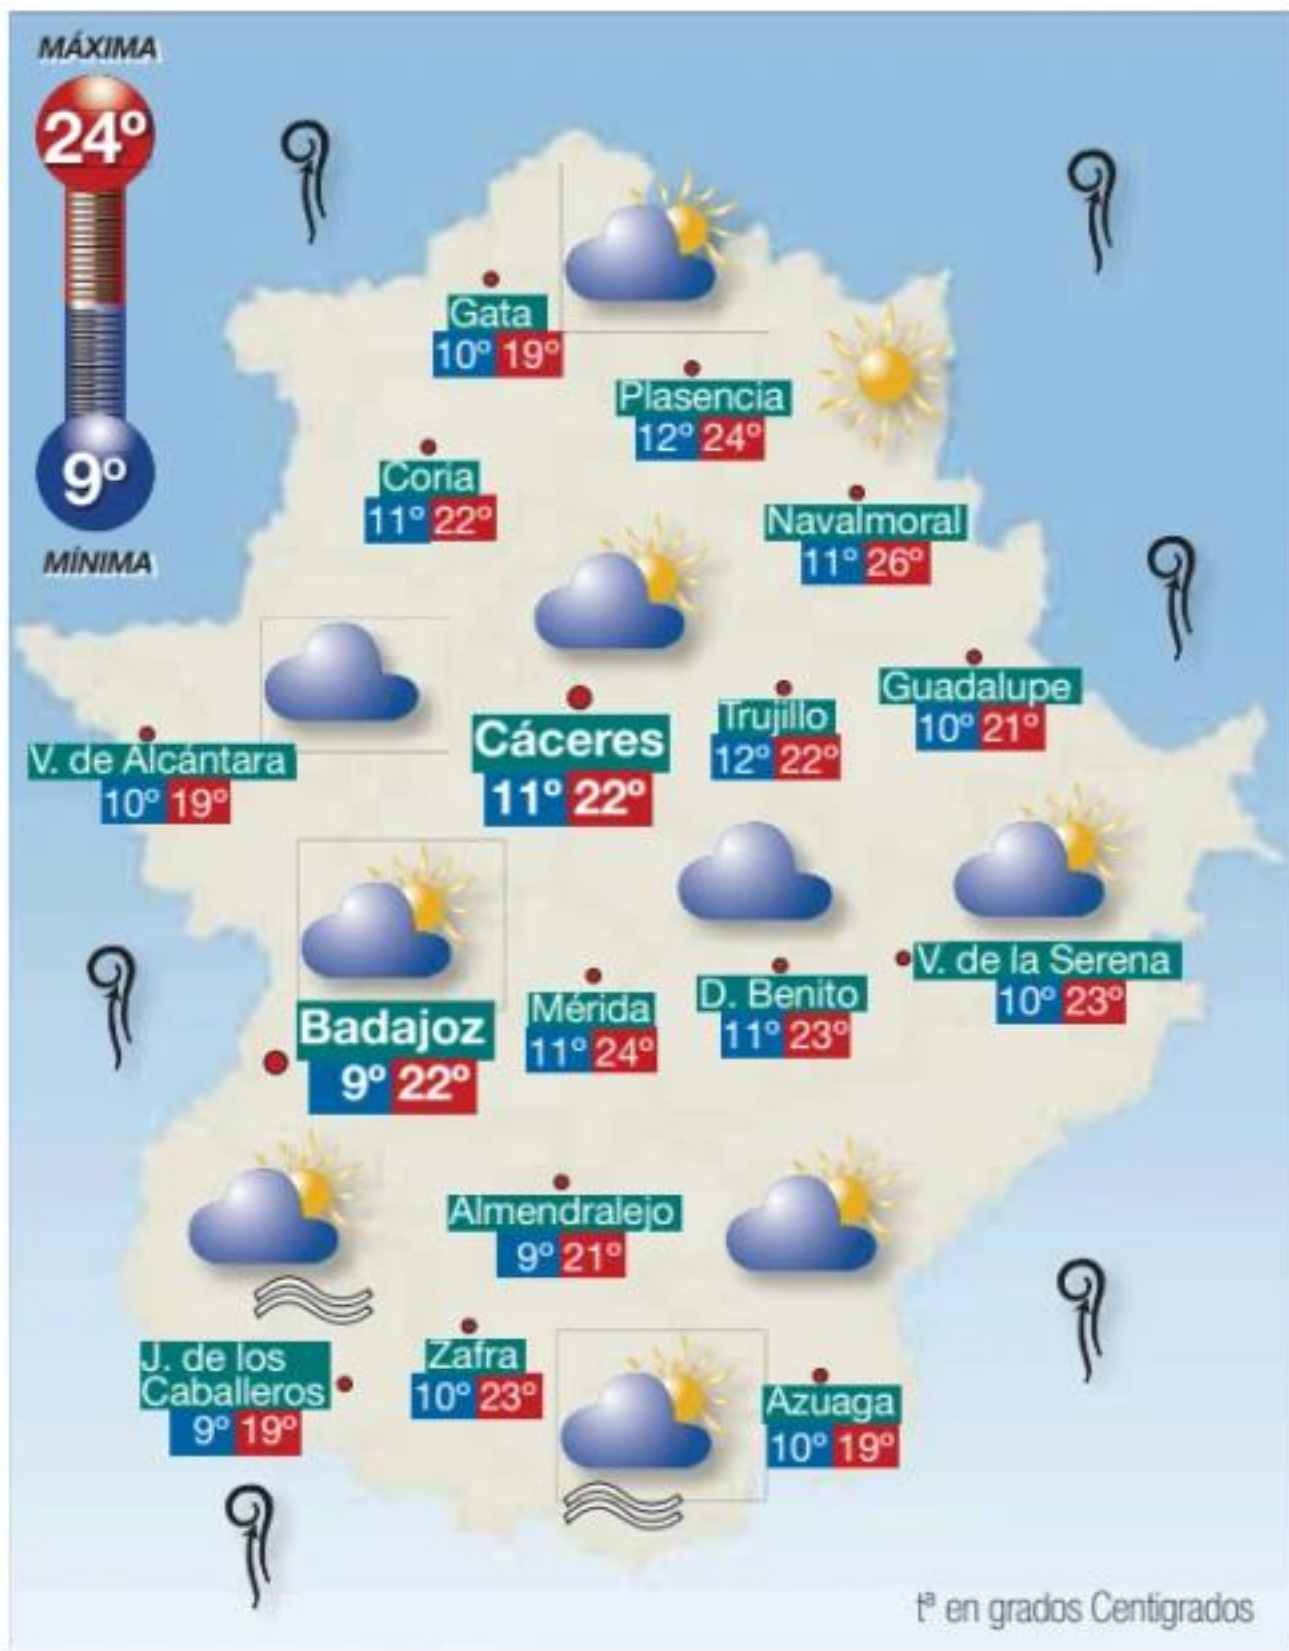 MÁXIMA
24º
9º
MÍNIMA
Gata
10º 19º
Plasencia
12º 24º
Coria
11º 22º
Navalmoral
11º 26º
Guadalupe
10º 21º
Trujillo
12º 22º
Cáceres
11º 22º
V. de Alcántara
10º 19º
V. de la Serena
10º 23º
D. Benito
11º 23º
Mérida
11º 24º
Badajoz
9º 22º
Almendralejo
9º 21º
J. de los
Caballeros
9º 19º
Zafra
10º 23º
Azuaga
10º 19º
tª en grados Centigrados